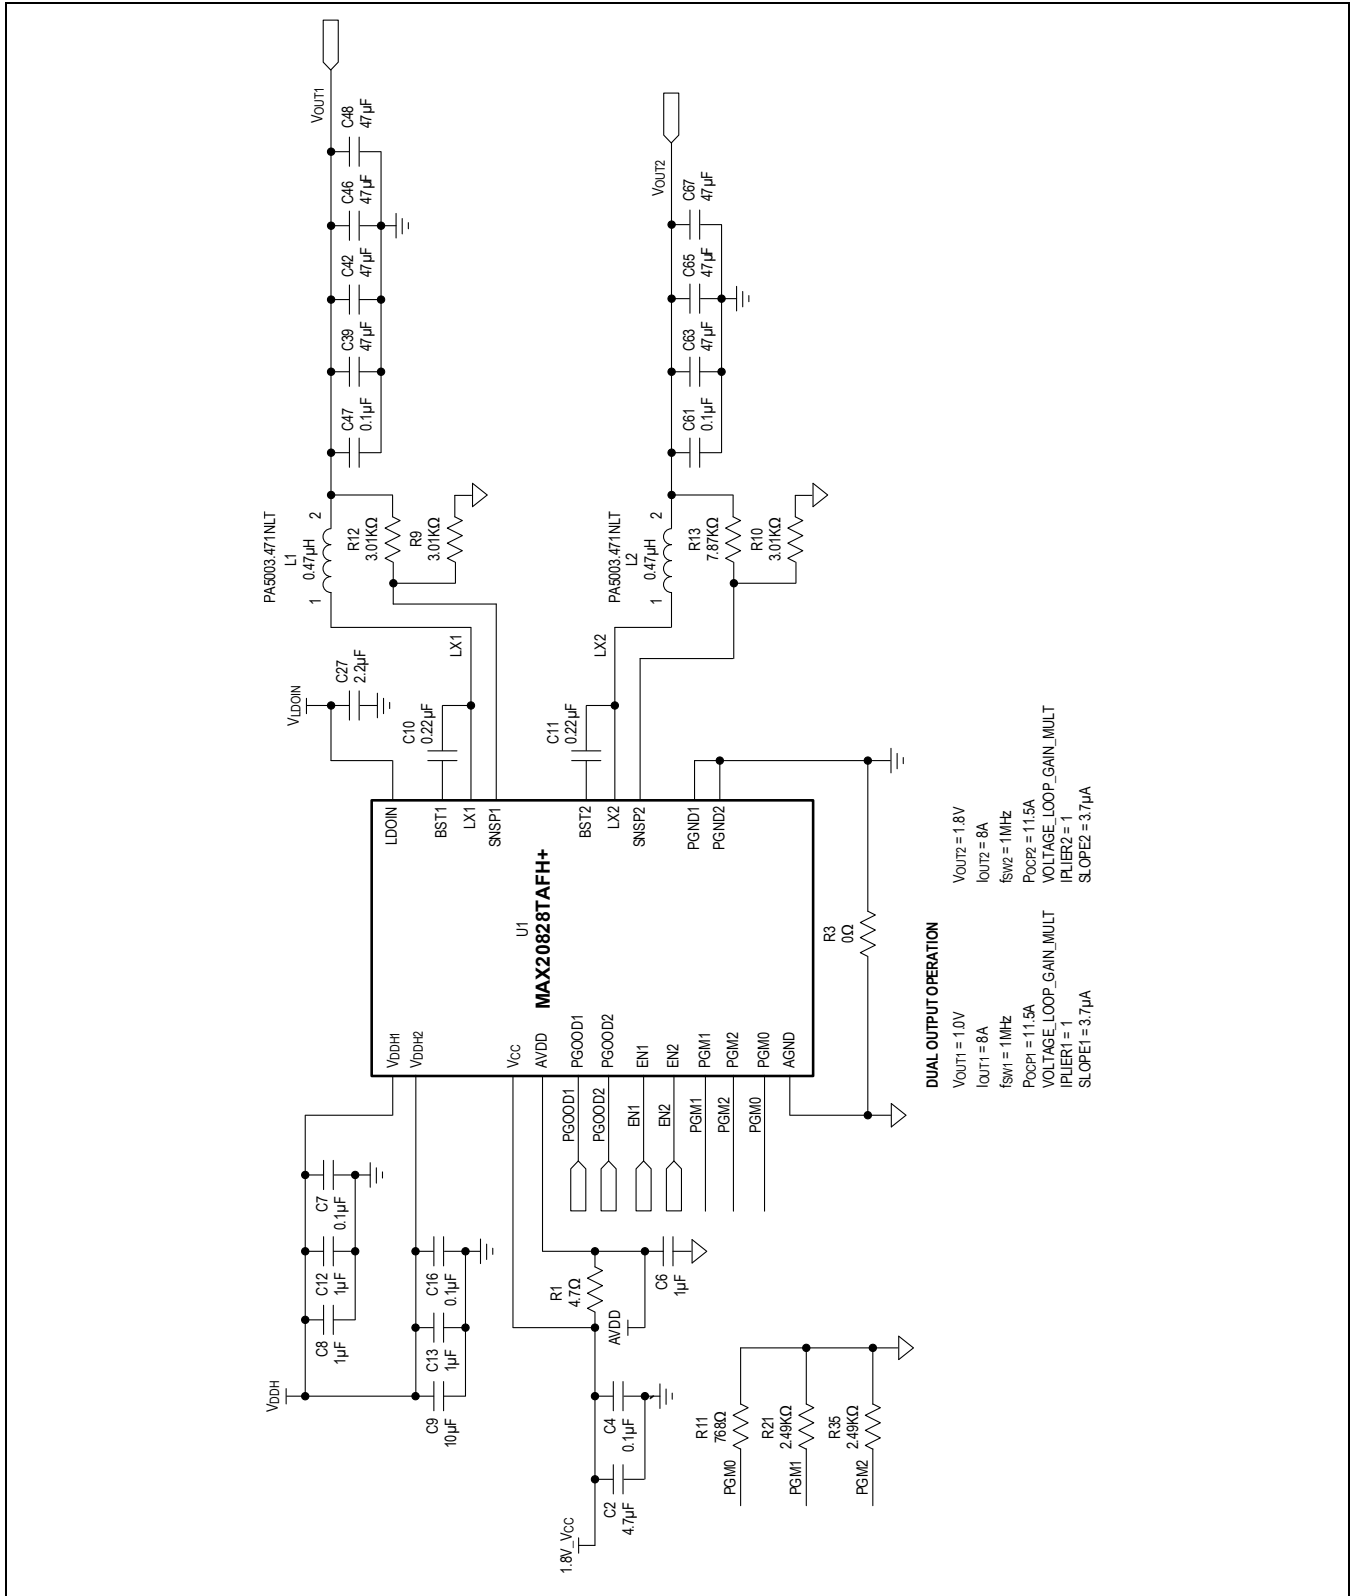 VOUT1
C48
47µF
C46
47µF
C42
47µF
C39
47µF
C47
0.1µF
PA5003.471NLT
L1
0.47µH
1
2
R12
3.01KΩ
R9
3.01KΩ
VLDOIN
C27
2.2µF
C10
0.22µF
LX1
VOUT2
C67
47µF
C65
47µF
C63
47µF
C61
0.1µF
PA5003.471NLT
L2
0.47µH
1
2
R13
7.87KΩ
R10
3.01KΩ
C11
0.22µF
LX2
LDOIN
BST1
LX1
SNSP1
BST2
LX2
SNSP2
PGND1
PGND2
U1
MAX20828TAFH+
VDDH1
VDDH2
VCC
AVDD
PGOOD1
PGOOD2
EN1
EN2
PGM1
PGM2
PGM0
AGND
PGOOD1
PGOOD2
EN1
EN2
PGM1
PGM2
PGM0
R3
0Ω
VDDH
C8
1µF
C12
1µF
C7
0.1µF
C9
10µF
C13
1µF
C16
0.1µF
R1
4.7Ω
AVDD
C6
1µF
1.8V_VCC
C2
4.7µF
C4
0.1µF
PGM0
R11
768Ω
PGM1
R21
2.49KΩ
PGM2
R35
2.49KΩ
DUAL OUTPUT OPERATION
VOUT1 = 1.0V
IOUT1 = 8A
fSW1 = 1MHz
POCP1 = 11.5A
VOLTAGE_LOOP_GAIN_MULT
IPLIER1 = 1
SLOPE1 = 3.7µA
VOUT2 = 1.8V
IOUT2 = 8A
fSW2 = 1MHz
POCP2 = 11.5A
VOLTAGE_LOOP_GAIN_MULT
IPLIER2 = 1
SLOPE2 = 3.7µA